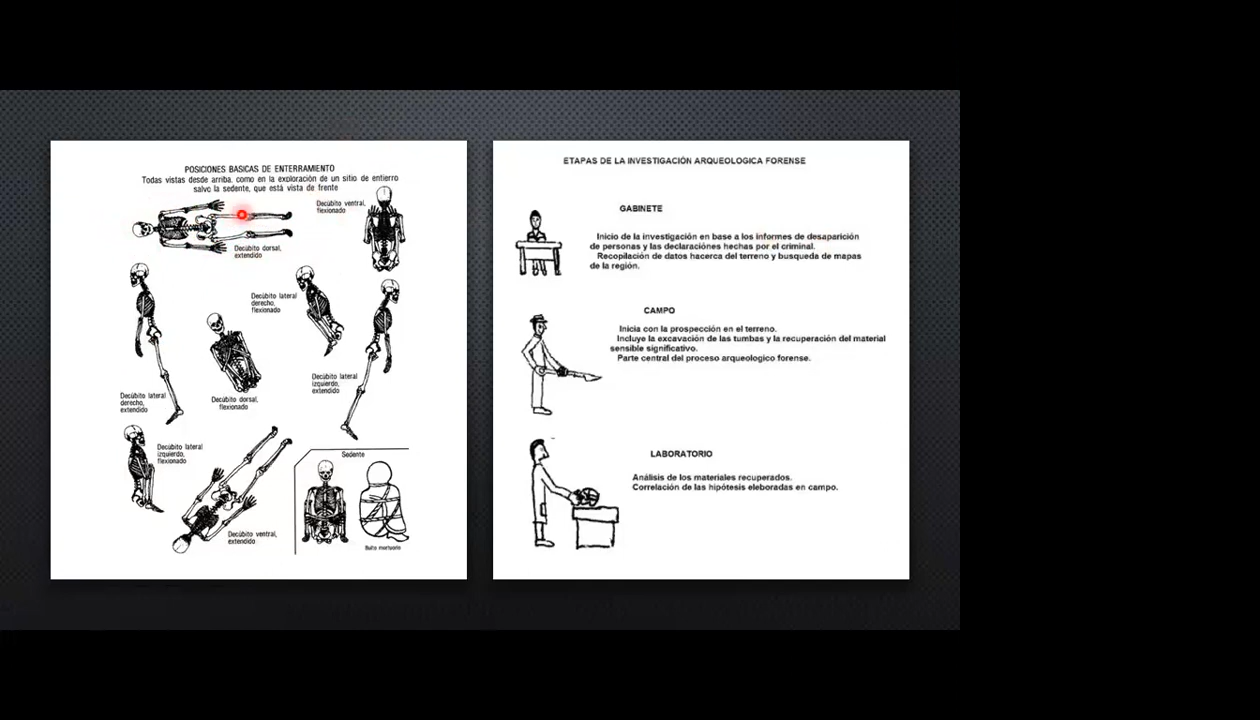 POSICIONES BASICAS DE ENTERRAMIENTO
Todas vistas desde arriba, como en la exploración de un sitio de entierro
salvo la sedente, que está vista de frente
Decúbito ventral,
flexionado
Decúbito dorsal,
extendido
Decúbito lateral
derecho,
flexionado
Decúbito lateral
izquierdo,
extendido
Decúbito lateral
derecho,
extendido
Decúbito dorsal,
flexionado
Decúbito lateral
izquierdo,
flexionado
Sedente
Decúbito ventral,
extendido
Bulto mortuorio
ETAPAS DE LA INVESTIGACIÓN ARQUEOLOGICA FORENSE
GABINETE
Inicio de la investigación en base a los informes de desaparición
de personas y las declaraciónes hechas por el criminal.
Recopilación de datos hacerca del terreno y busqueda de mapas
de la región.
CAMPO
Inicia con la prospección en el terreno.
Incluye la excavación de las tumbas y la recuperación del material
sensible significativo.
Parte central del proceso arqueologico forense.
LABORATORIO
Análisis de los materiales recuperados.
Correlación de las hipótesis eleboradas en campo.